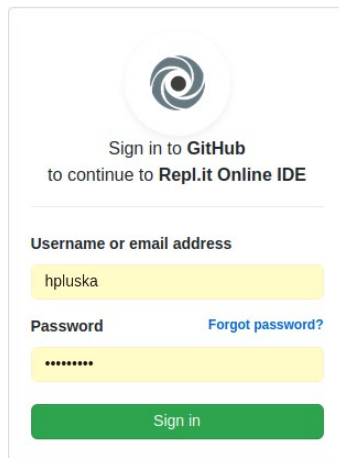 Sign in to GitHub
to continue to Repl.it Online IDE
Username or email address
hpluska
Password Forgot password?
•••••••••
Sign in